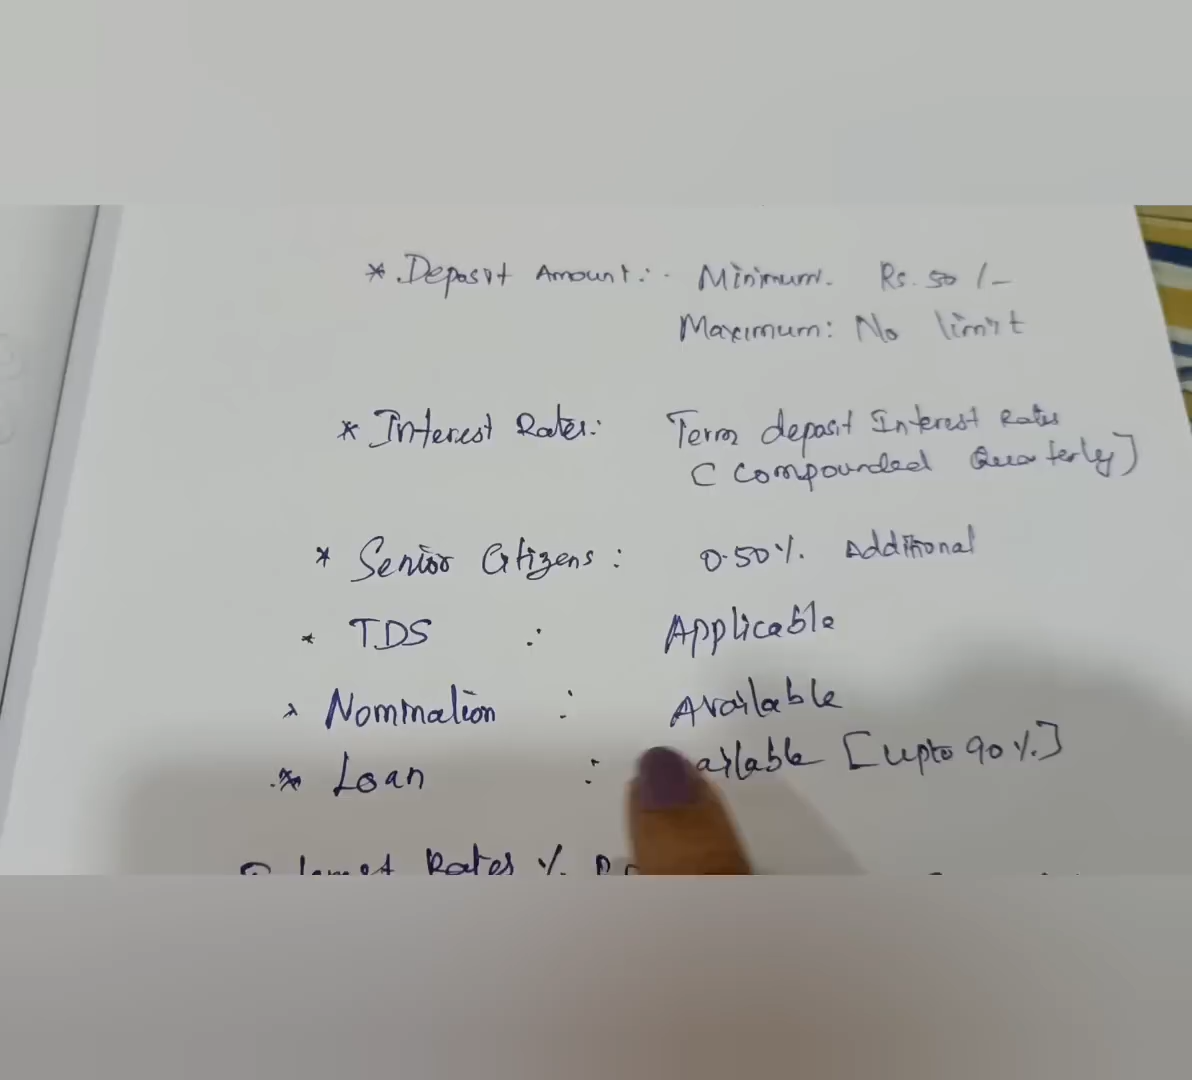 * Deposit Amount:- Minimum. Rs. 50/-
Maximum: No limit
* Interest Rates: Term deposit Interest Rates
[Compounded Quarterly]
* Senior Citizens: 0.50%. Additional
* TDS : Applicable
* Nomination : Available
* Loan : [upto 90%.]
Rates %.